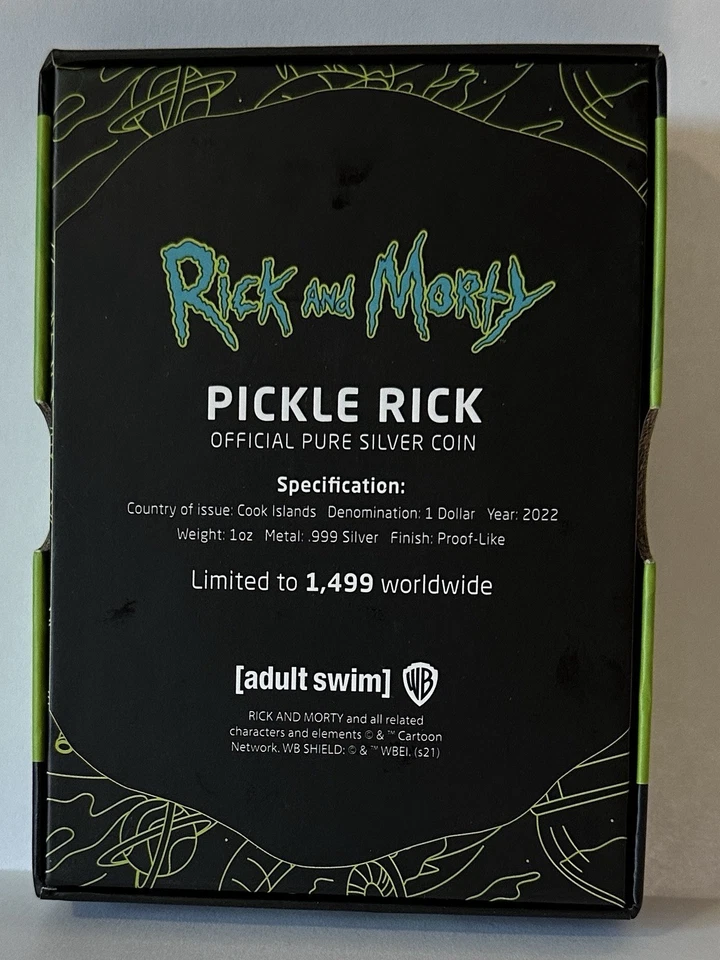 Rick and Morty
PICKLE RICK
OFFICIAL PURE SILVER COIN
Specification:
Country of issue: Cook Islands Denomination: 1 Dollar Year: 2022
Weight: 1oz Metal: .999 Silver Finish: Proof-Like
Limited to 1,499 worldwide
[adult swim] WB
RICK AND MORTY and all related
characters and elements © & ™ Cartoon
Network. WB SHIELD: © & ™ WBEI. (s21)